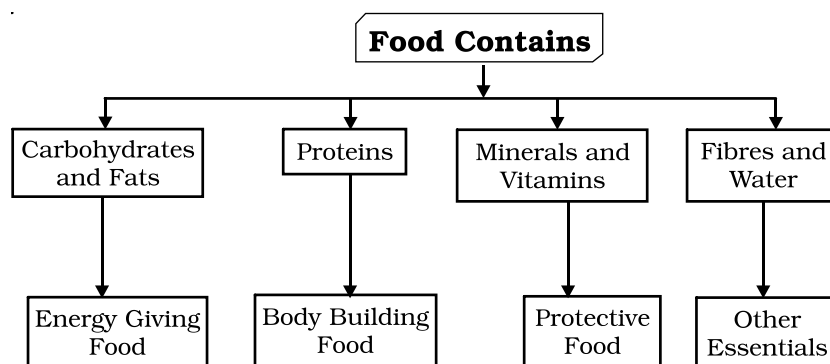 Food Contains
Carbohydrates
and Fats
Proteins
Minerals and
Vitamins
Fibres and
Water
Energy Giving
Food
Body Building
Food
Protective
Food
Other
Essentials